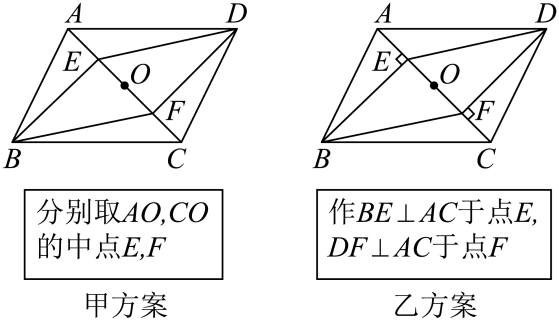 A D A D
E O E O
F F
B C B C
分别取AO,CO 作BE⊥AC于点E,
的中点E,F DF⊥AC于点F
甲方案 乙方案